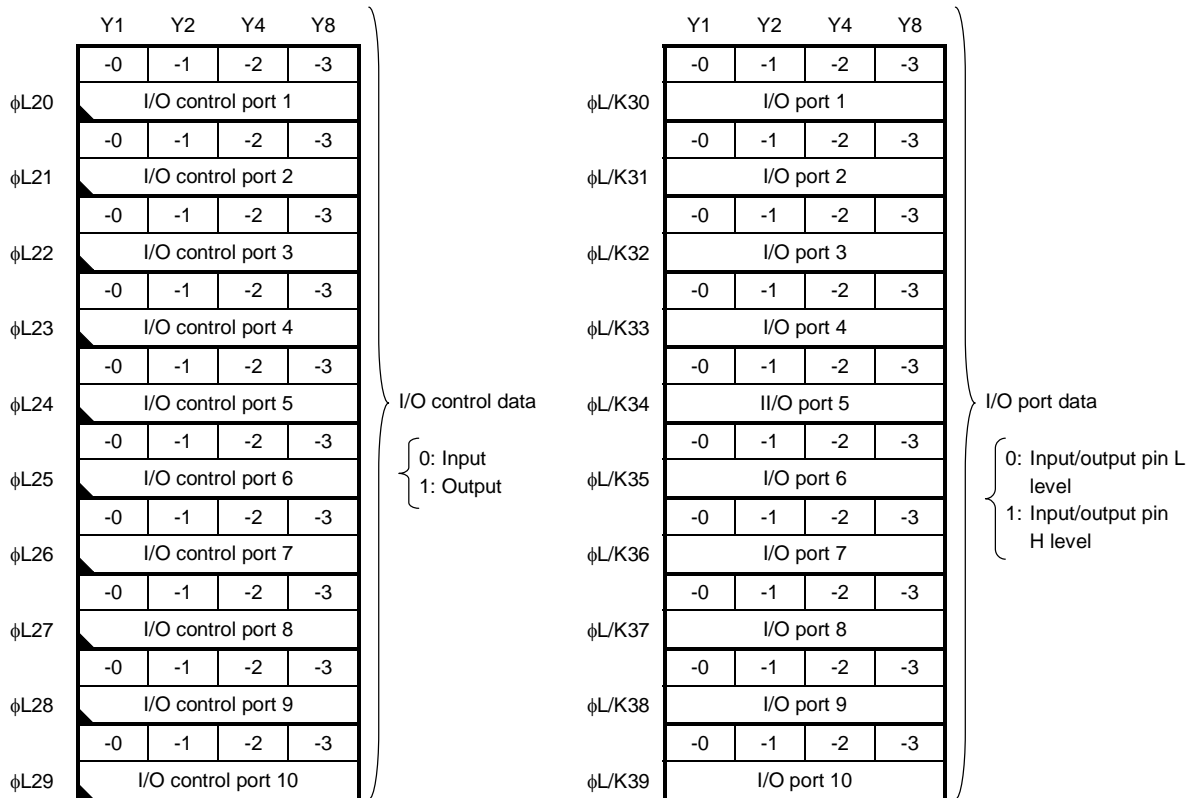 Y1 Y2 Y4 Y8
-0 -1 -2 -3
ϕL20 I/O control port 1
-0 -1 -2 -3
ϕL21 I/O control port 2
-0 -1 -2 -3
ϕL22 I/O control port 3
-0 -1 -2 -3
ϕL23 I/O control port 4
-0 -1 -2 -3
ϕL24 I/O control port 5
-0 -1 -2 -3
ϕL25 I/O control port 6
-0 -1 -2 -3
ϕL26 I/O control port 7
-0 -1 -2 -3
ϕL27 I/O control port 8
-0 -1 -2 -3
ϕL28 I/O control port 9
-0 -1 -2 -3
ϕL29 I/O control port 10
I/O control data
0: Input
1: Output
Y1 Y2 Y4 Y8
-0 -1 -2 -3
ϕL/K30 I/O port 1
-0 -1 -2 -3
ϕL/K31 I/O port 2
-0 -1 -2 -3
ϕL/K32 I/O port 3
-0 -1 -2 -3
ϕL/K33 I/O port 4
-0 -1 -2 -3
ϕL/K34 II/O port 5
-0 -1 -2 -3
ϕL/K35 I/O port 6
-0 -1 -2 -3
ϕL/K36 I/O port 7
-0 -1 -2 -3
ϕL/K37 I/O port 8
-0 -1 -2 -3
ϕL/K38 I/O port 9
-0 -1 -2 -3
ϕL/K39 I/O port 10
I/O port data
0: Input/output pin L
level
1: Input/output pin
H level